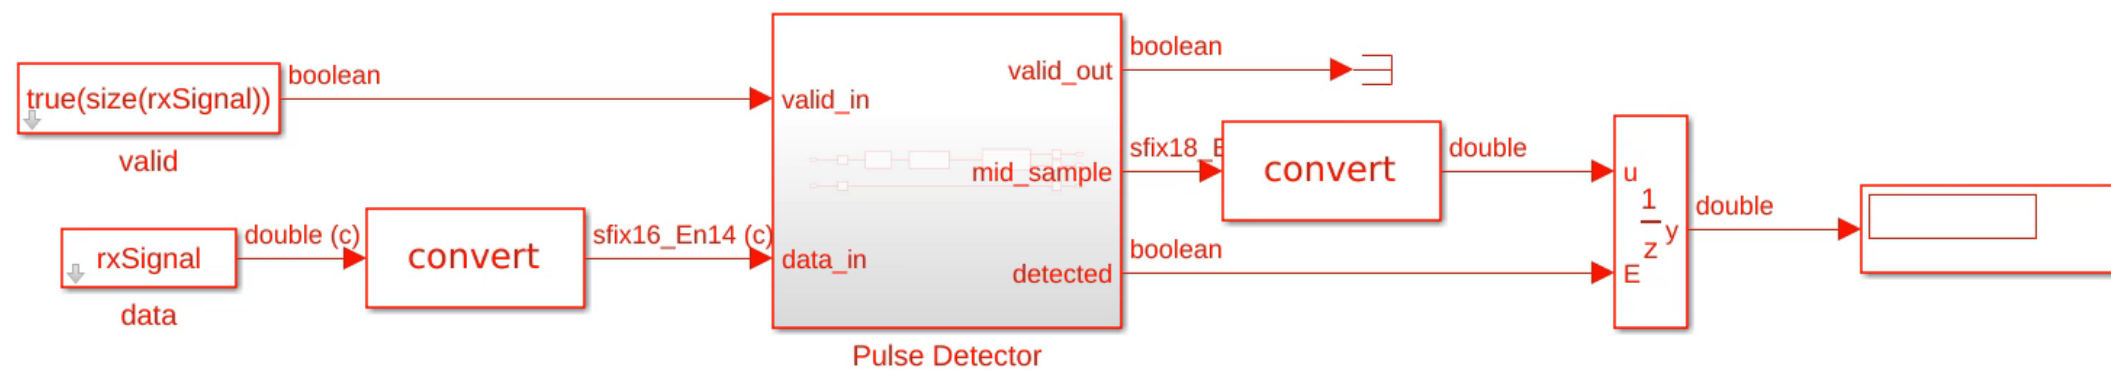 boolean
true(size(rxSignal))
valid
double (c)
rxSignal
data
convert
sfix16_En14 (c)
valid_in
data_in
valid_out
mid_sample
detected
Pulse Detector
boolean
sfix18_E
convert
double
boolean
u
1
z
y
E
double